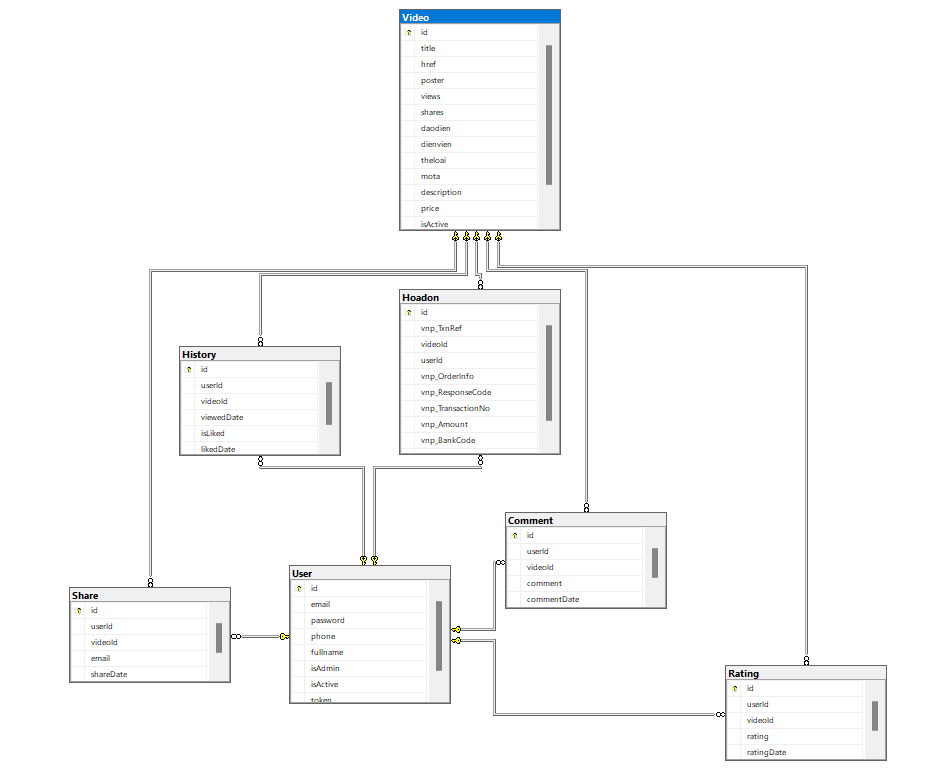 Video
id
title
href
poster
views
shares
daodien
dienvien
theloai
mota
description
price
isActive
Hoadon
id
vnp_TxnRef
videoId
userId
vnp_OrderInfo
vnp_ResponseCode
vnp_TransactionNo
vnp_Amount
vnp_BankCode
History
id
userId
videoId
viewedDate
isLiked
likedDate
Comment
id
userId
videoId
comment
commentDate
User
id
email
password
phone
fullname
isAdmin
isActive
token
Share
id
userId
videoId
email
shareDate
Rating
id
userId
videoId
rating
ratingDate